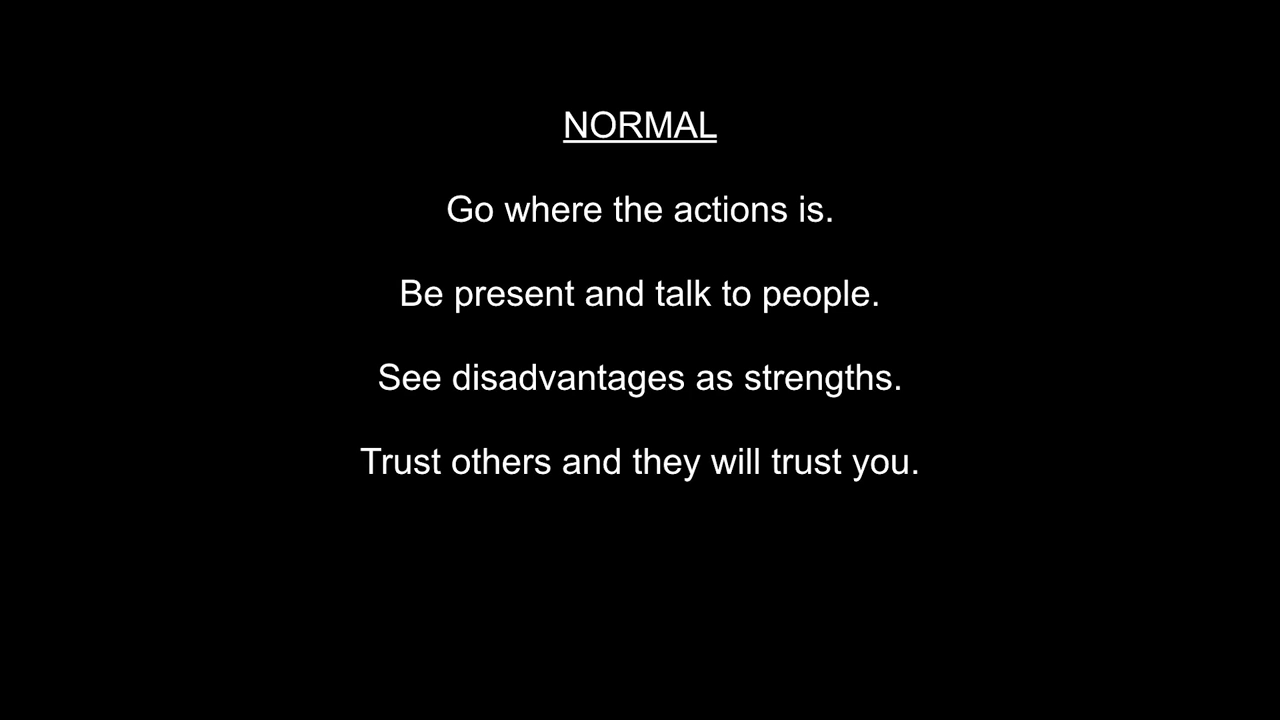 NORMAL
Go where the actions is.
Be present and talk to people.
See disadvantages as strengths.
Trust others and they will trust you.